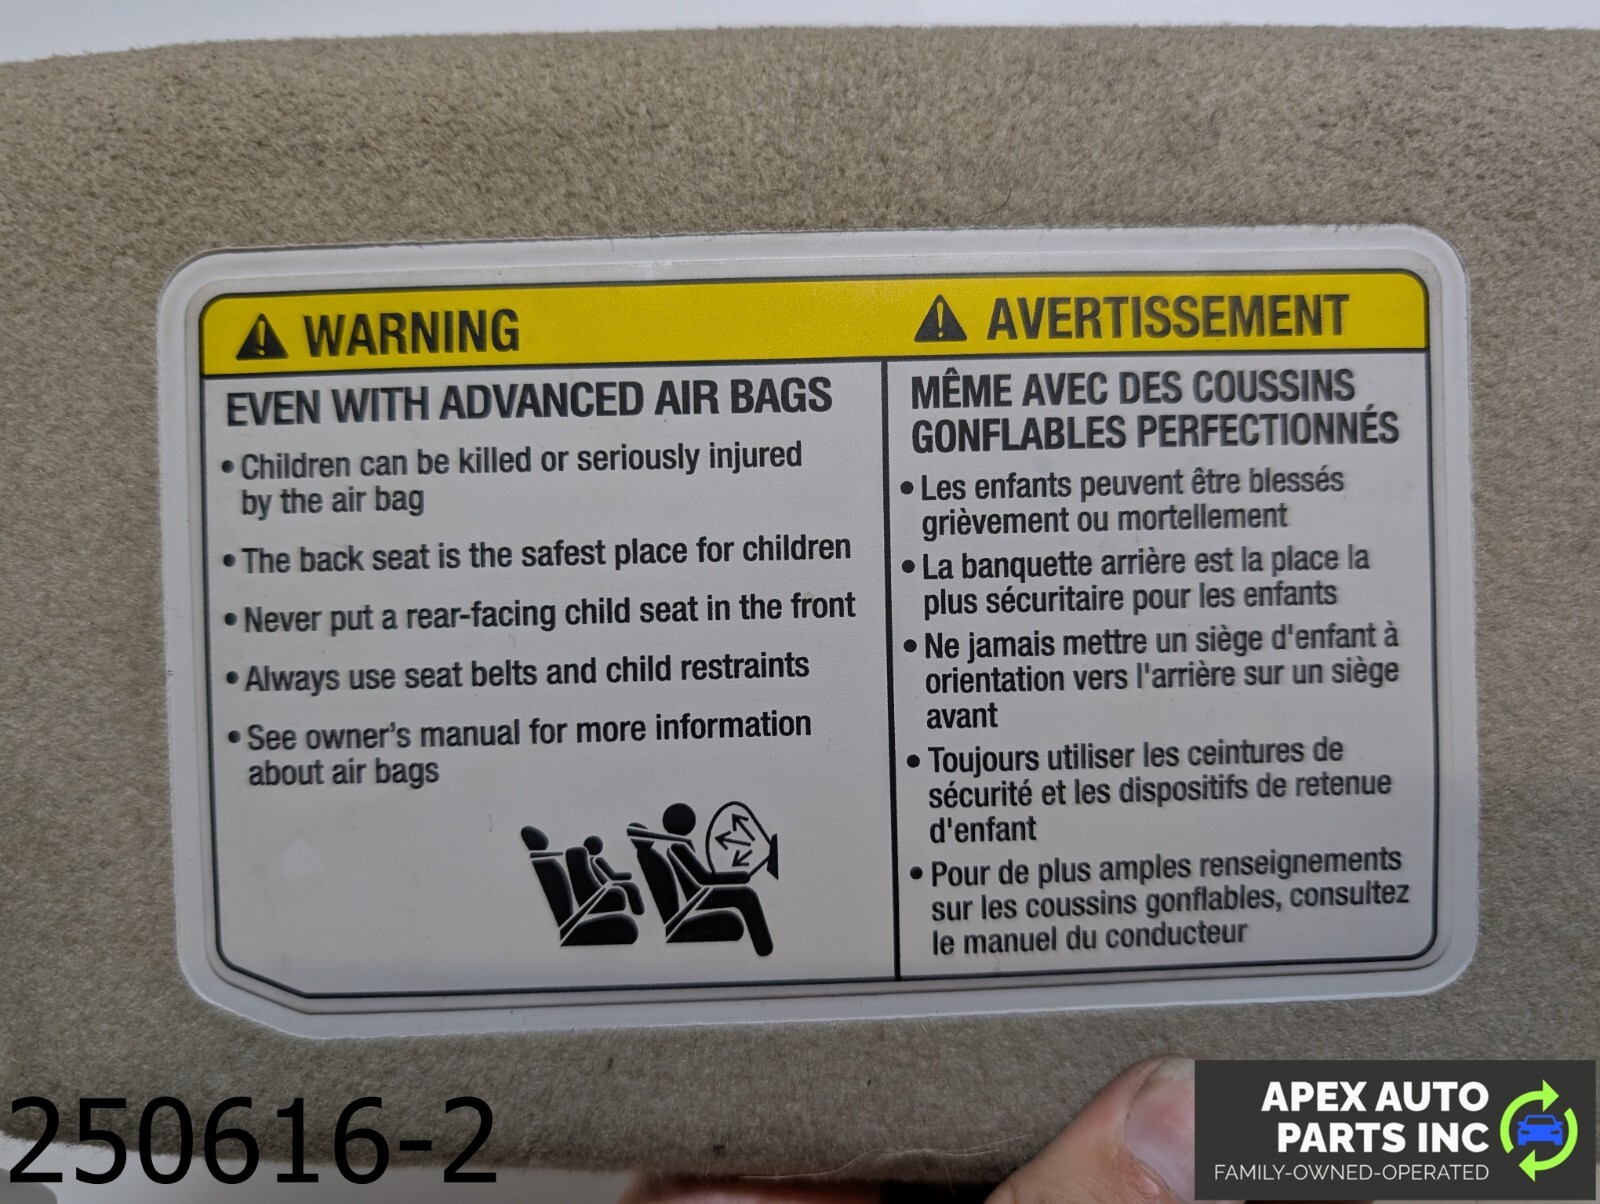 WARNING
EVEN WITH ADVANCED AIR BAGS
• Children can be killed or seriously injured
by the air bag
• The back seat is the safest place for children
• Never put a rear-facing child seat in the front
• Always use seat belts and child restraints
• See owner's manual for more information
about air bags
AVERTISSEMENT
MÊME AVEC DES COUSSINS
GONFLABLES PERFECTIONNÉS
• Les enfants peuvent être blessés
grièvement ou mortellement
• La banquette arrière est la place la
plus sécuritaire pour les enfants
• Ne jamais mettre un siège d'enfant à
orientation vers l'arrière sur un siège
avant
• Toujours utiliser les ceintures de
sécurité et les dispositifs de retenue
d'enfant
• Pour de plus amples renseignements
sur les coussins gonflables, consultez
le manuel du conducteur
250616-2
APEX AUTO
PARTS INC
FAMILY-OWNED-OPERATED